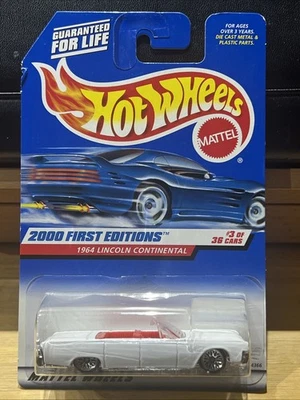 GUARANTEED
FOR LIFE
FOR AGES
OVER 3 YEARS.
DIE CAST METAL &
PLASTIC PARTS.
HOT WHEELS
MATTEL
®
2000 FIRST EDITIONS™
1964 LINCOLN CONTINENTAL
#3 OF
36 CARS
MATTEL WHEELS